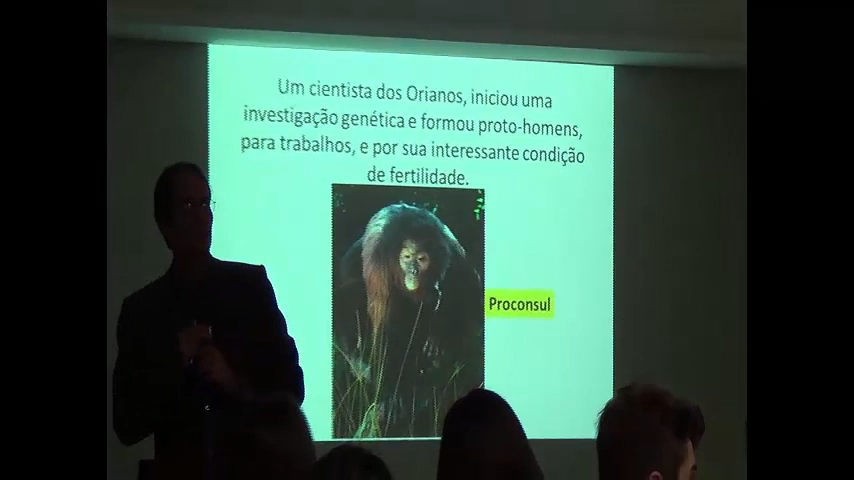 Um cientista dos Orianos, iniciou uma
investigação genética e formou proto-homens,
para trabalhos, e por sua interessante condição
de fertilidade.
Proconsul